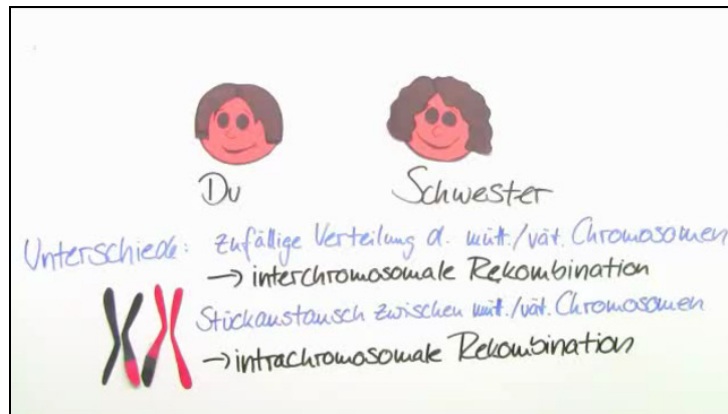 Du Schwester
Unterschiede: zufällige Verteilung d. mütt./vät. Chromosomen
→ interchromosomale Rekombination
Stückaustausch zwischen mütt./vät. Chromosomen
→ intrachromosomale Rekombination